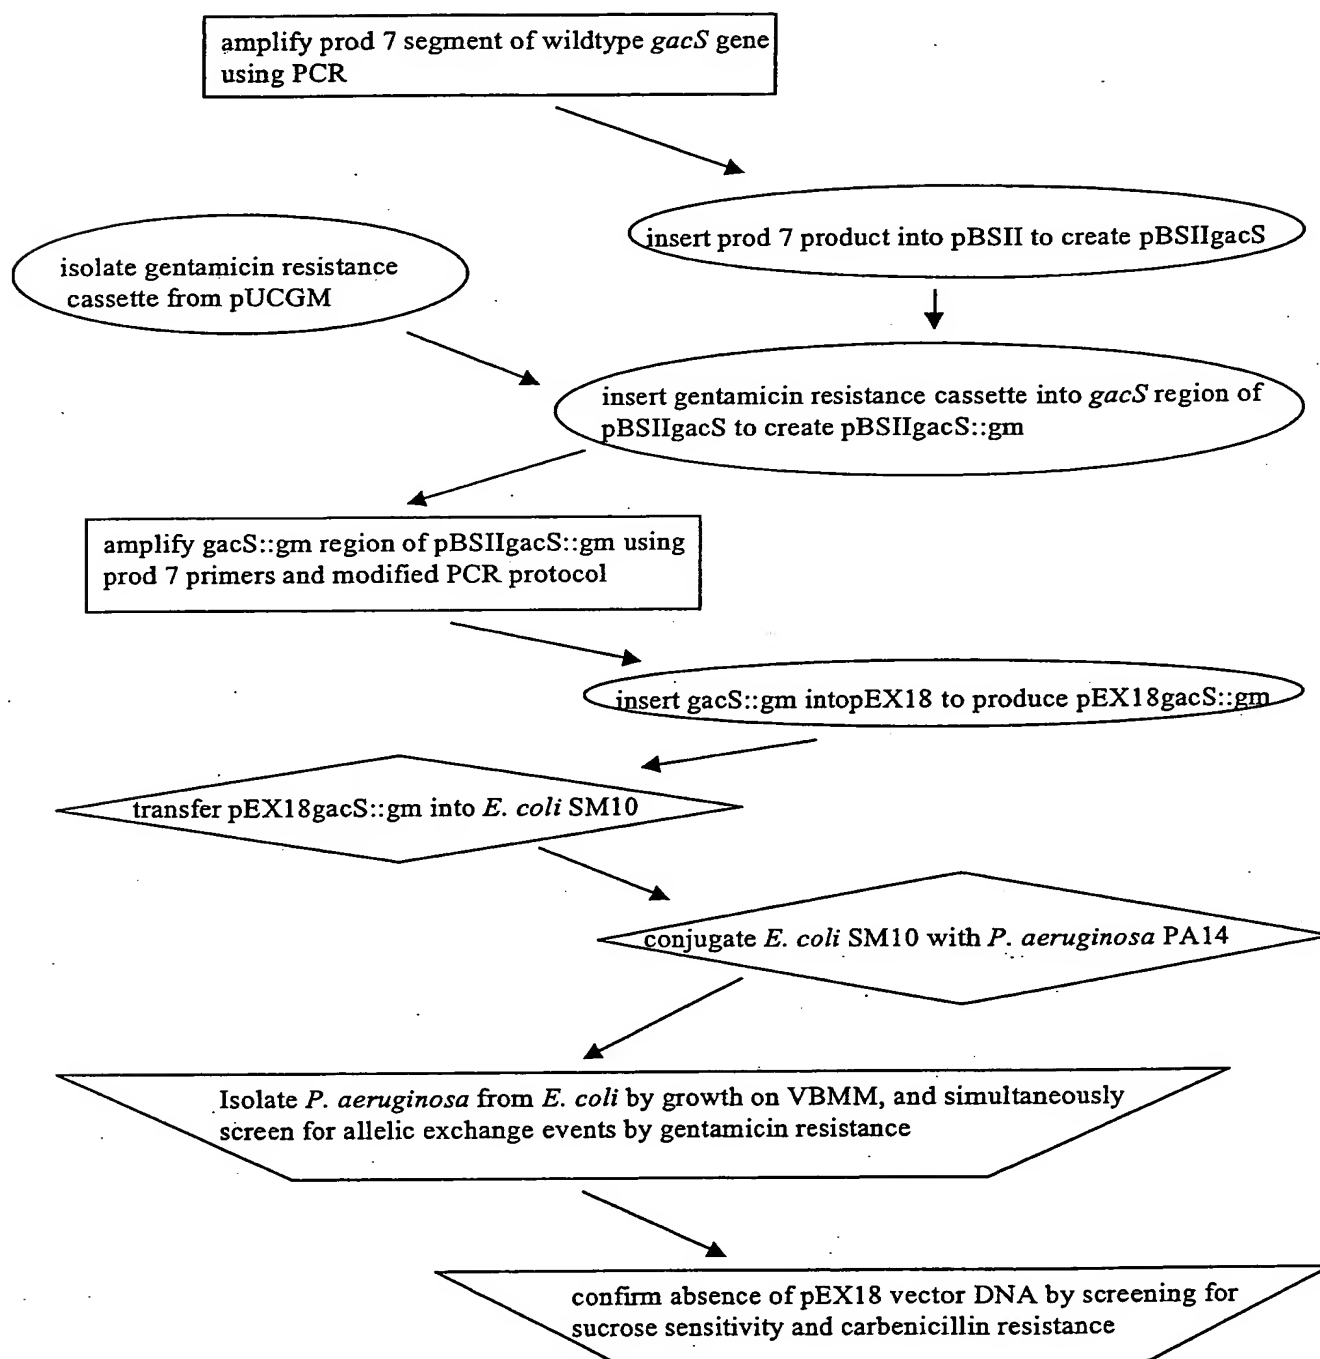 amplify prod 7 segment of wildtype gacS gene
using PCR
insert prod 7 product into pBSII to create pBSIIgacS
isolate gentamicin resistance
cassette from pUCGM
insert gentamicin resistance cassette into gacS region of
pBSIIgacS to create pBSIIgacS::gm
amplify gacS::gm region of pBSIIgacS::gm using
prod 7 primers and modified PCR protocol
insert gacS::gm intopEX18 to produce pEX18gacS::gm
transfer pEX18gacS::gm into E. coli SM10
conjugate E. coli SM10 with P. aeruginosa PA14
Isolate P. aeruginosa from E. coli by growth on VBMM, and simultaneously
screen for allelic exchange events by gentamicin resistance
confirm absence of pEX18 vector DNA by screening for
sucrose sensitivity and carbenicillin resistance